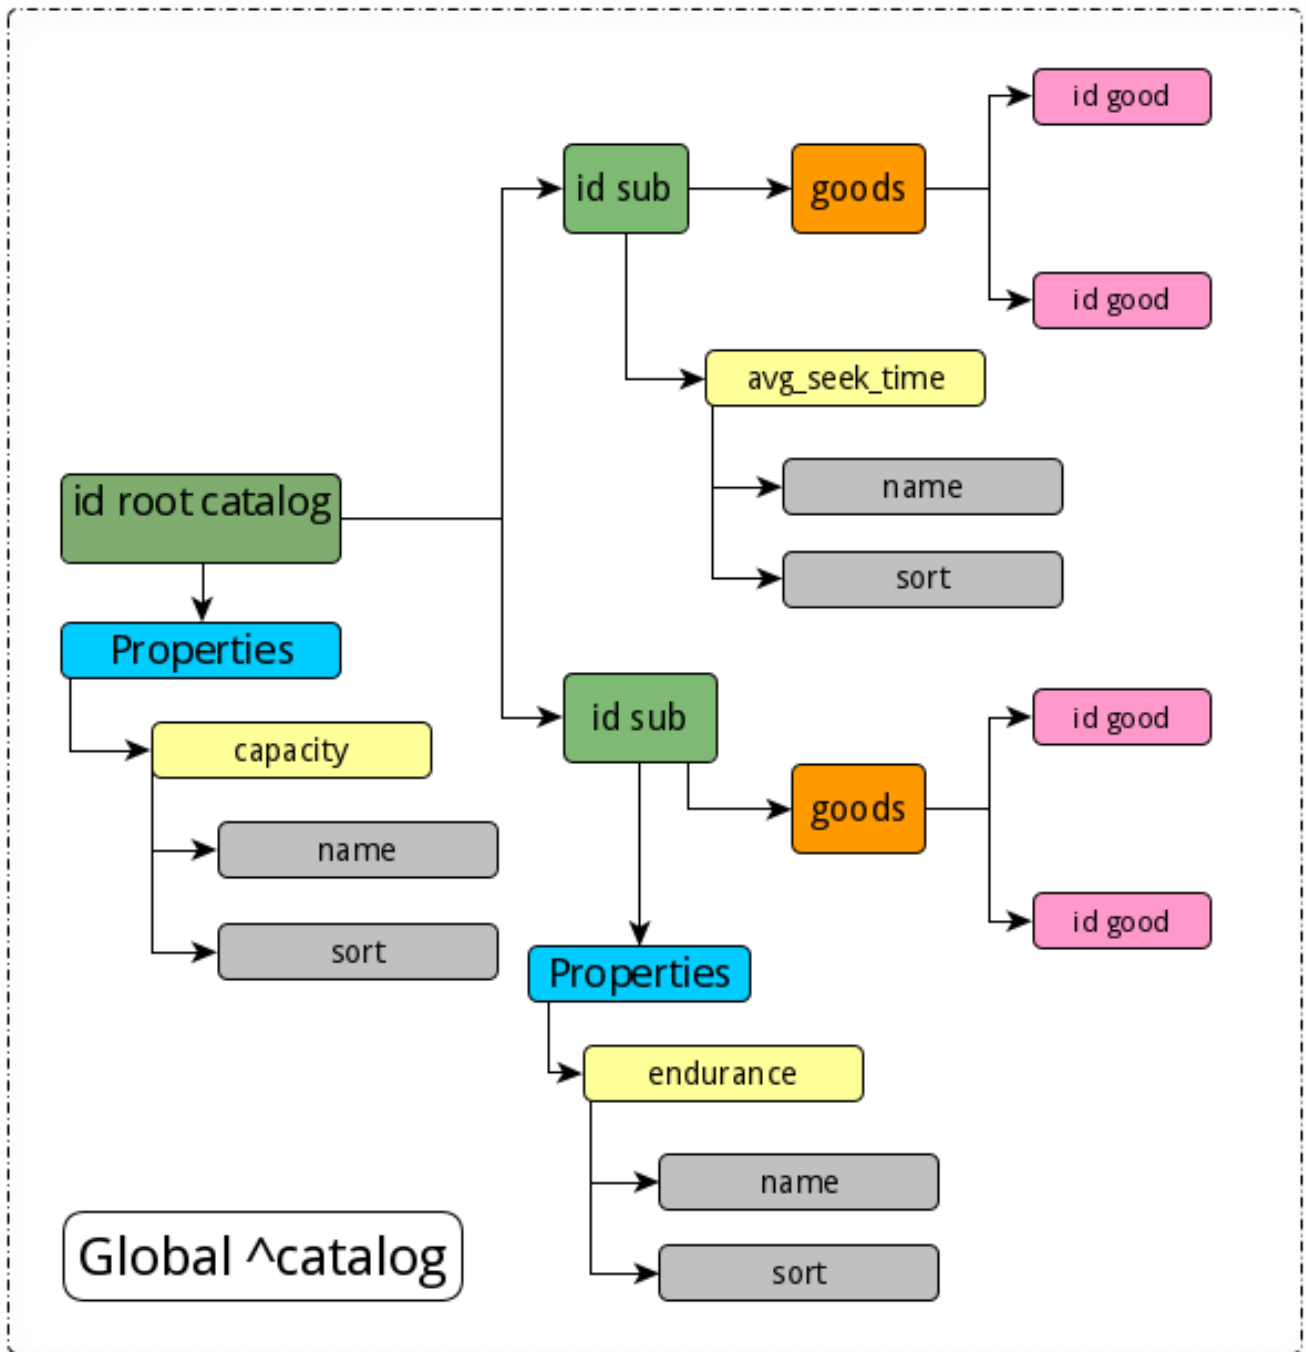 id good
id sub
goods
id good
avg_seek_time
name
id root catalog
sort
Properties
id sub
id good
capacity
goods
name
id good
sort
Properties
endurance
name
Global ^catalog
sort